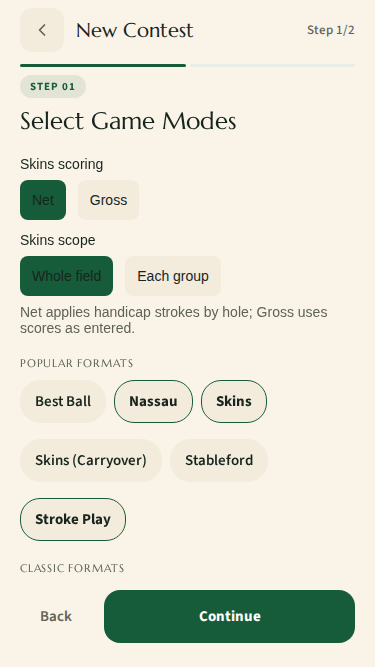 New Contest
Step 1/2
STEP 01
Select Game Modes
Skins scoring
Net
Gross
Skins scope
Whole field
Each group
Net applies handicap strokes by hole; Gross uses
scores as entered.
POPULAR FORMATS
Best Ball
Nassau
Skins
Skins (Carryover)
Stableford
Stroke Play
CLASSIC FORMATS
Back
Continue